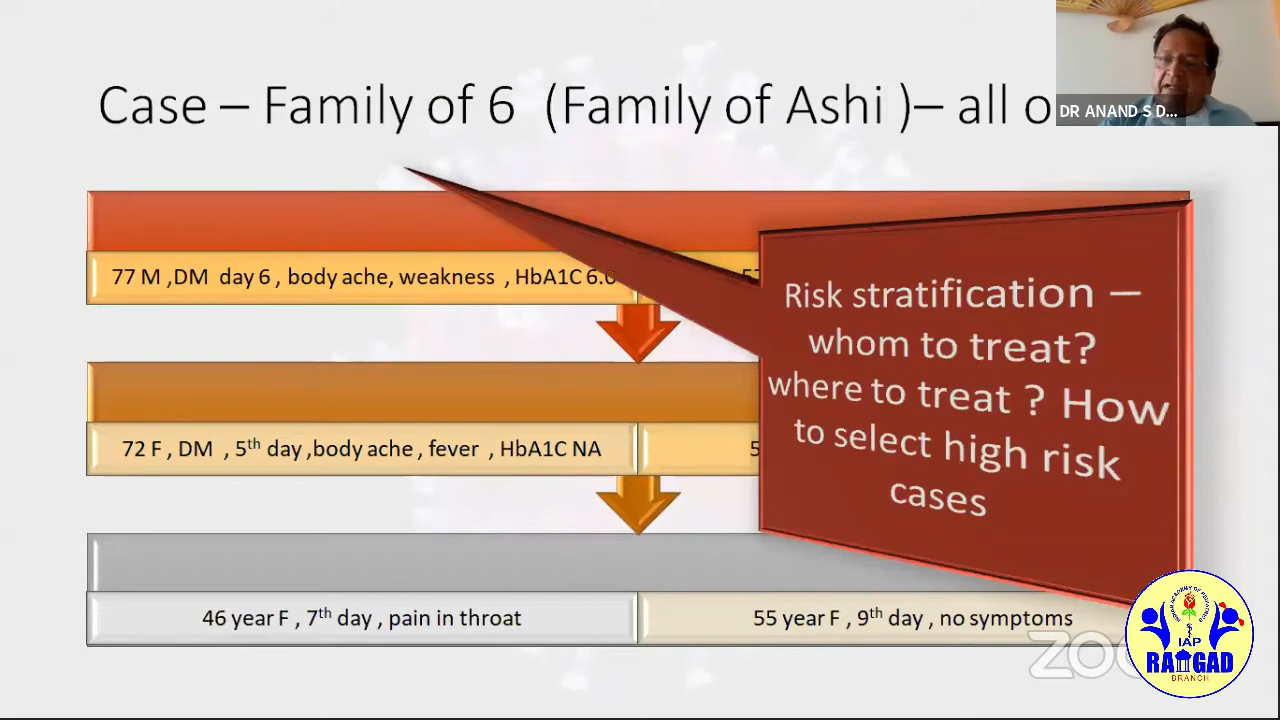 DR ANAND S D...
Case – Family of 6 (Family of Ashi )– all o
77 M ,DM day 6 , body ache, weakness , HbA1C 6.0
Risk stratification –
whom to treat?
where to treat ? How
to select high risk
cases
72 F , DM , 5th day ,body ache , fever , HbA1C NA
46 year F , 7th day , pain in throat
55 year F , 9th day , no symptoms
IAP
RAIGAD
BRANCH